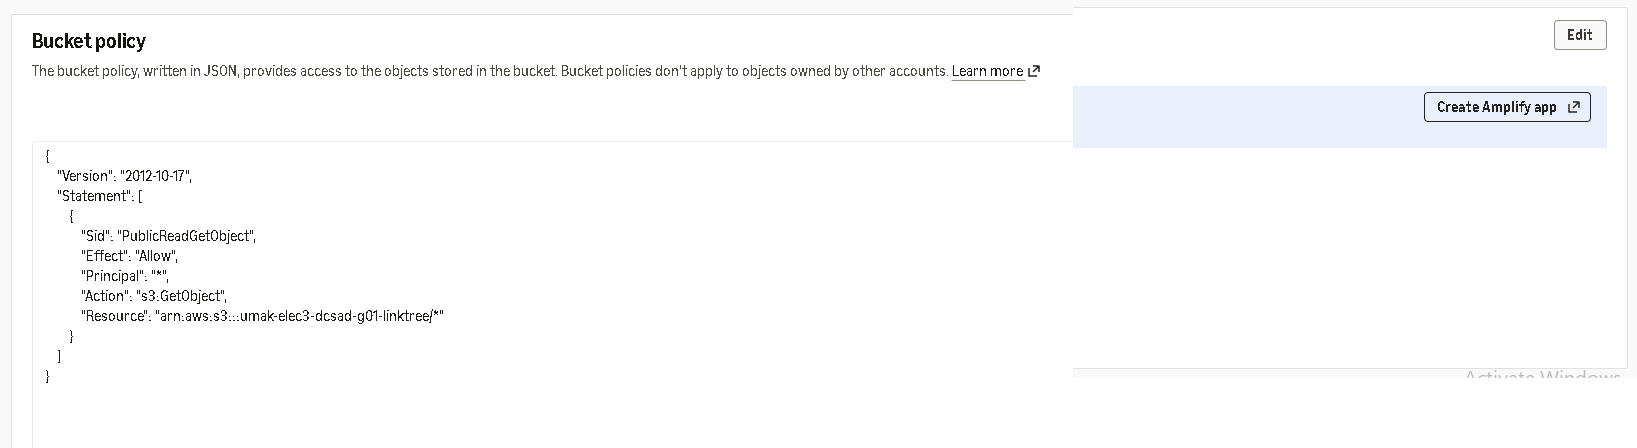 Bucket policy
Edit
The bucket policy, written in JSON, provides access to the objects stored in the bucket. Bucket policies don't apply to objects owned by other accounts. Learn more
Create Amplify app
{
"Version": "2012-10-17",
"Statement": [
{
"Sid": "PublicReadGetObject",
"Effect": "Allow",
"Principal": "*",
"Action": "s3:GetObject",
"Resource": "arn:aws:s3:::umak-elec3-dcsad-g01-linktree/*"
}
]
}
Activate Windows